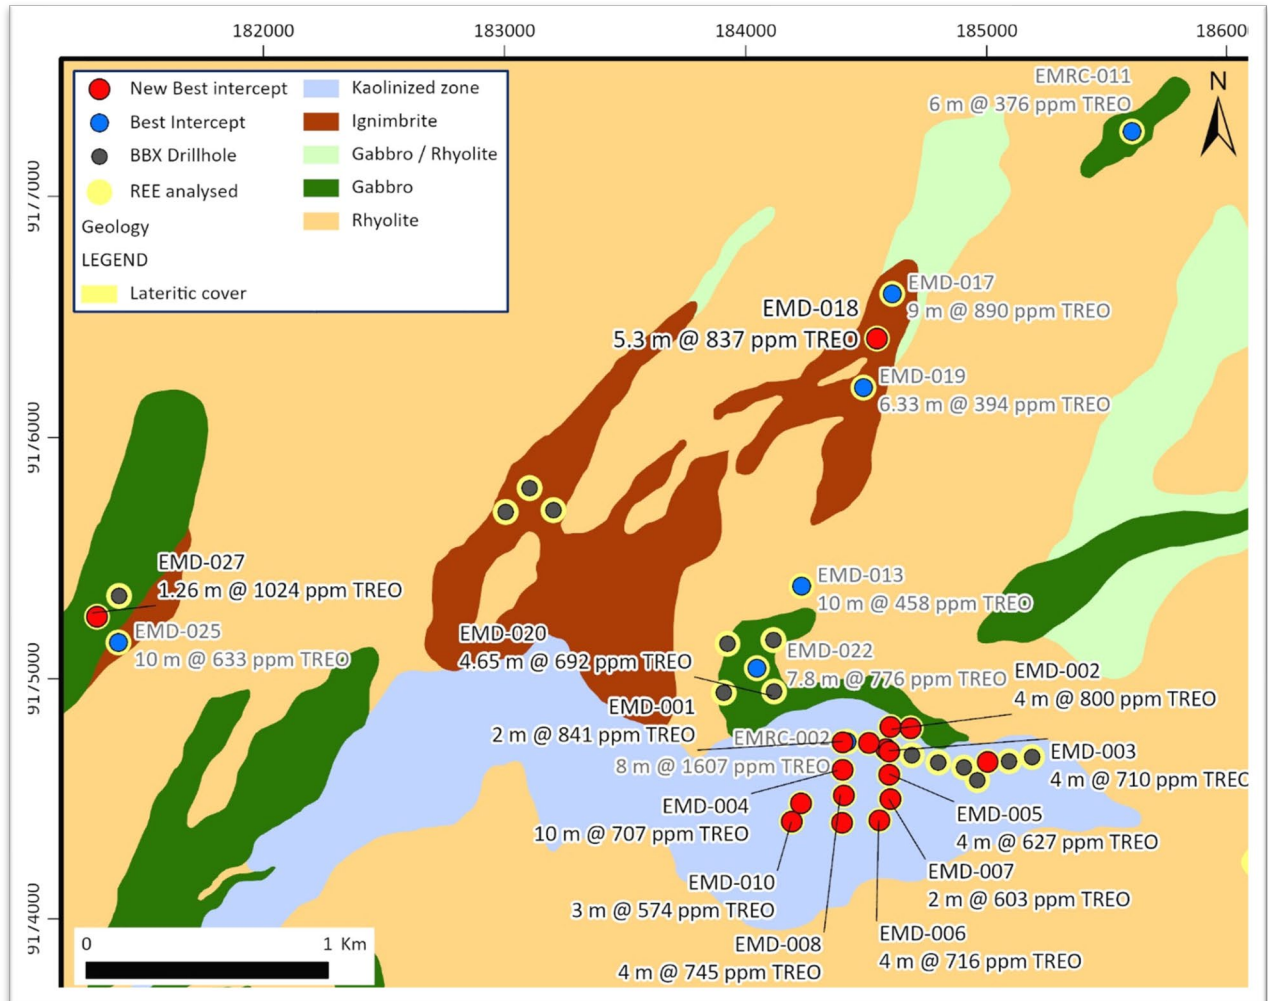 182000 183000 184000 185000 186000
9177000
9176000
9175000
9174000
New Best intercept
Best Intercept
BBX Drillhole
REE analysed
Geology
LEGEND
Lateritic cover
Kaolinized zone
Ignimbrite
Gabbro / Rhyolite
Gabbro
Rhyolite
EMRC-011
6 m @ 376 ppm TREO
N
EMD-017
9 m @ 890 ppm TREO
EMD-018
5.3 m @ 837 ppm TREO
EMD-019
6.33 m @ 394 ppm TREO
EMD-027
1.26 m @ 1024 ppm TREO
EMD-025
10 m @ 633 ppm TREO
EMD-013
10 m @ 458 ppm TREO
EMD-020
4.65 m @ 692 ppm TREO
EMD-022
7.8 m @ 776 ppm TREO
EMD-002
4 m @ 800 ppm TREO
EMD-001
2 m @ 841 ppm TREO
EMRC-002
8 m @ 1607 ppm TREO
EMD-003
4 m @ 710 ppm TREO
EMD-004
10 m @ 707 ppm TREO
EMD-005
4 m @ 627 ppm TREO
EMD-007
2 m @ 603 ppm TREO
EMD-010
3 m @ 574 ppm TREO
EMD-006
4 m @ 716 ppm TREO
EMD-008
4 m @ 745 ppm TREO
0 1 Km